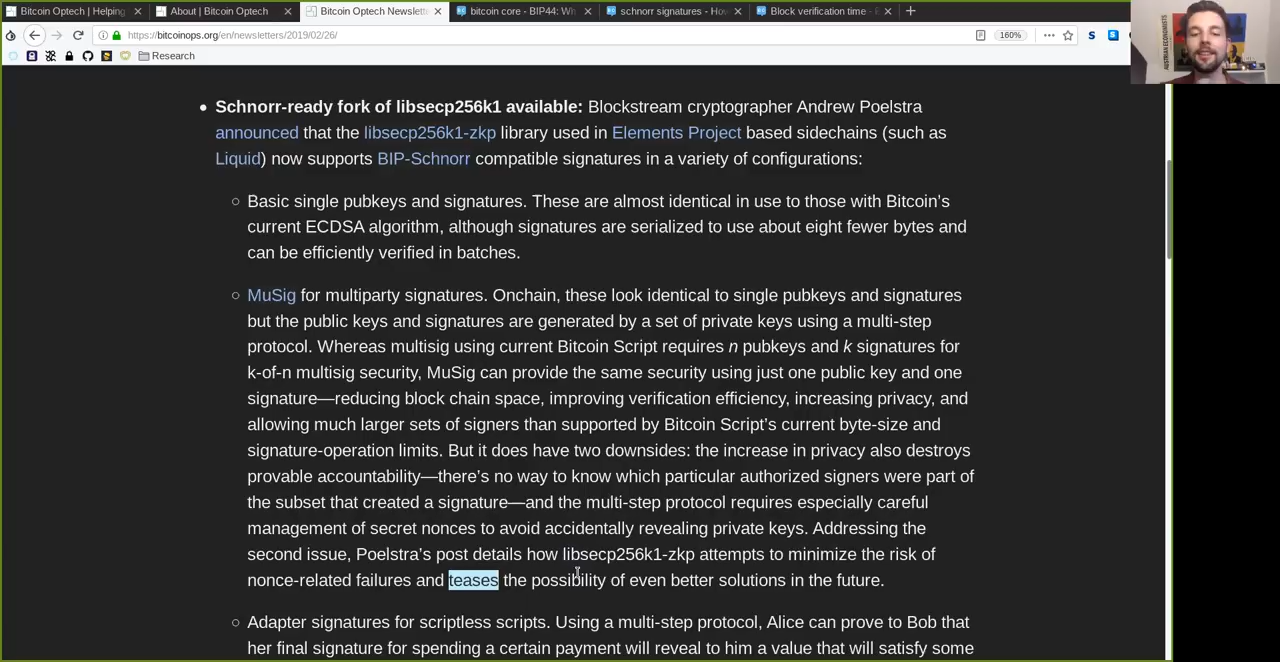 Bitcoin Optech | Helping
About | Bitcoin Optech
Bitcoin Optech Newslett
bitcoin core - BIP44: W
schnorr signatures - How
Block verification time -
https://bitcoinops.org/en/newsletters/2019/02/26/
160%
Research
AUSTRIAN ECONOMISTS
• Schnorr-ready fork of libsecp256k1 available: Blockstream cryptographer Andrew Poelstra
announced that the libsecp256k1-zkp library used in Elements Project based sidechains (such as
Liquid) now supports BIP-Schnorr compatible signatures in a variety of configurations:
○ Basic single pubkeys and signatures. These are almost identical in use to those with Bitcoin's
current ECDSA algorithm, although signatures are serialized to use about eight fewer bytes and
can be efficiently verified in batches.
○ MuSig for multiparty signatures. Onchain, these look identical to single pubkeys and signatures
but the public keys and signatures are generated by a set of private keys using a multi-step
protocol. Whereas multisig using current Bitcoin Script requires n pubkeys and k signatures for
k-of-n multisig security, MuSig can provide the same security using just one public key and one
signature—reducing block chain space, improving verification efficiency, increasing privacy, and
allowing much larger sets of signers than supported by Bitcoin Script's current byte-size and
signature-operation limits. But it does have two downsides: the increase in privacy also destroys
provable accountability—there's no way to know which particular authorized signers were part of
the subset that created a signature—and the multi-step protocol requires especially careful
management of secret nonces to avoid accidentally revealing private keys. Addressing the
second issue, Poelstra's post details how libsecp256k1-zkp attempts to minimize the risk of
nonce-related failures and teases the possibility of even better solutions in the future.
○ Adapter signatures for scriptless scripts. Using a multi-step protocol, Alice can prove to Bob that
her final signature for spending a certain payment will reveal to him a value that will satisfy some